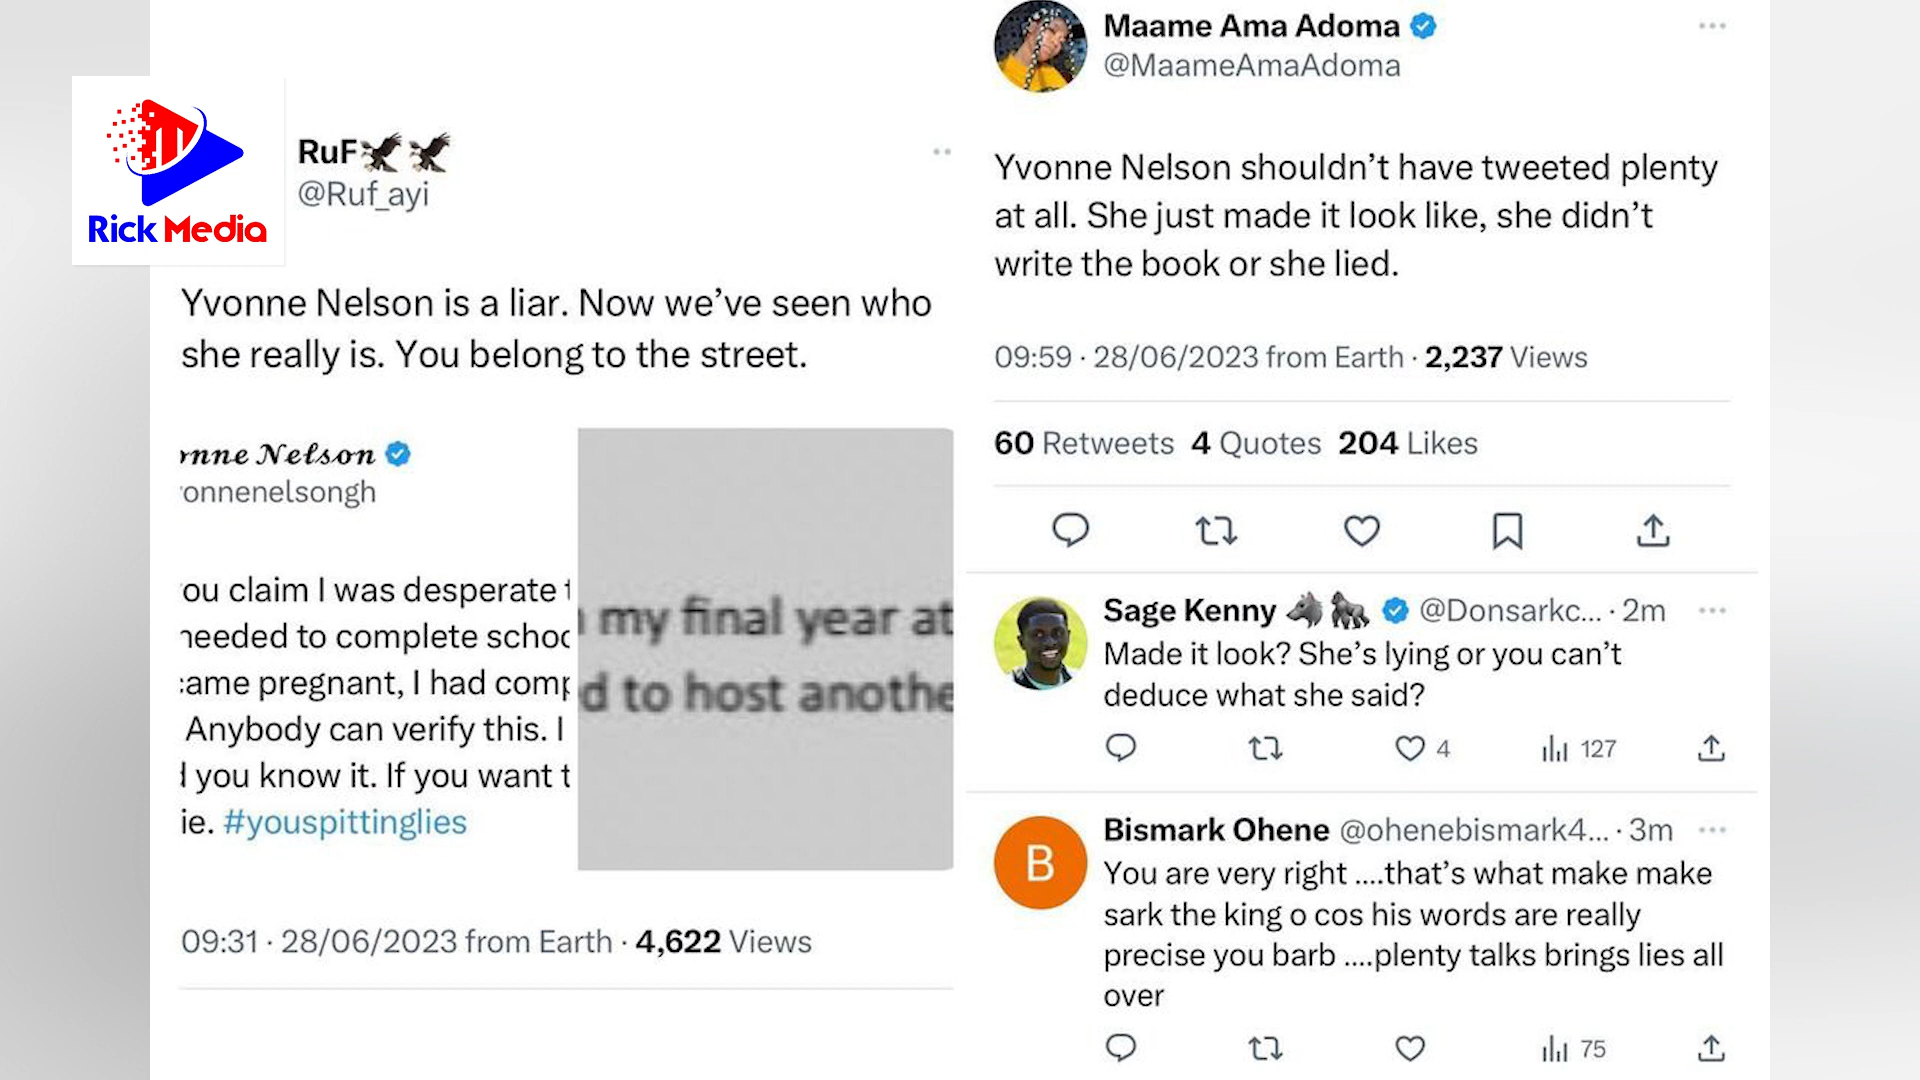 Rick Media
RuF
@Ruf_ayi
Yvonne Nelson is a liar. Now we’ve seen who
she really is. You belong to the street.
nne Nelson
onnenelsongh
ou claim I was desperate t
needed to complete schoo
ame pregnant, I had comp
Anybody can verify this. I
you know it. If you want t
ie. #youspittinglies
my final year at
d to host anothe
09:31 · 28/06/2023 from Earth · 4,622 Views
Maame Ama Adoma
@MaameAmaAdoma
Yvonne Nelson shouldn’t have tweeted plenty
at all. She just made it look like, she didn’t
write the book or she lied.
09:59 · 28/06/2023 from Earth · 2,237 Views
60 Retweets 4 Quotes 204 Likes
Sage Kenny @Donsarkc... · 2m
Made it look? She’s lying or you can’t
deduce what she said?
4 127
Bismark Ohene @ohenebismark4... · 3m
B
You are very right ....that’s what make make
sark the king o cos his words are really
precise you barb ....plenty talks brings lies all
over
75